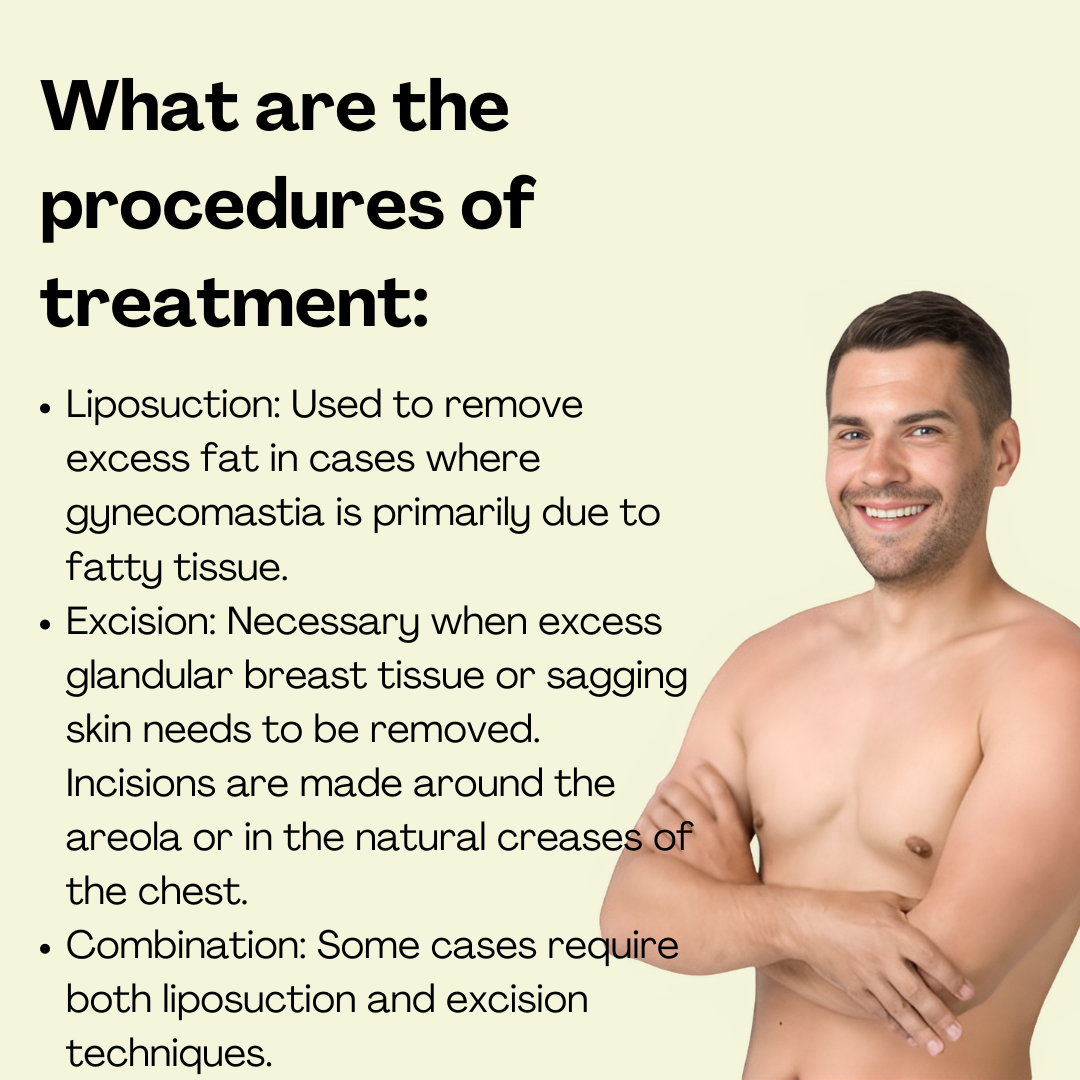 What are the
procedures of
treatment:
• Liposuction: Used to remove
excess fat in cases where
gynecomastia is primarily due to
fatty tissue.
• Excision: Necessary when excess
glandular breast tissue or sagging
skin needs to be removed.
Incisions are made around the
areola or in the natural creases of
the chest.
• Combination: Some cases require
both liposuction and excision
techniques.